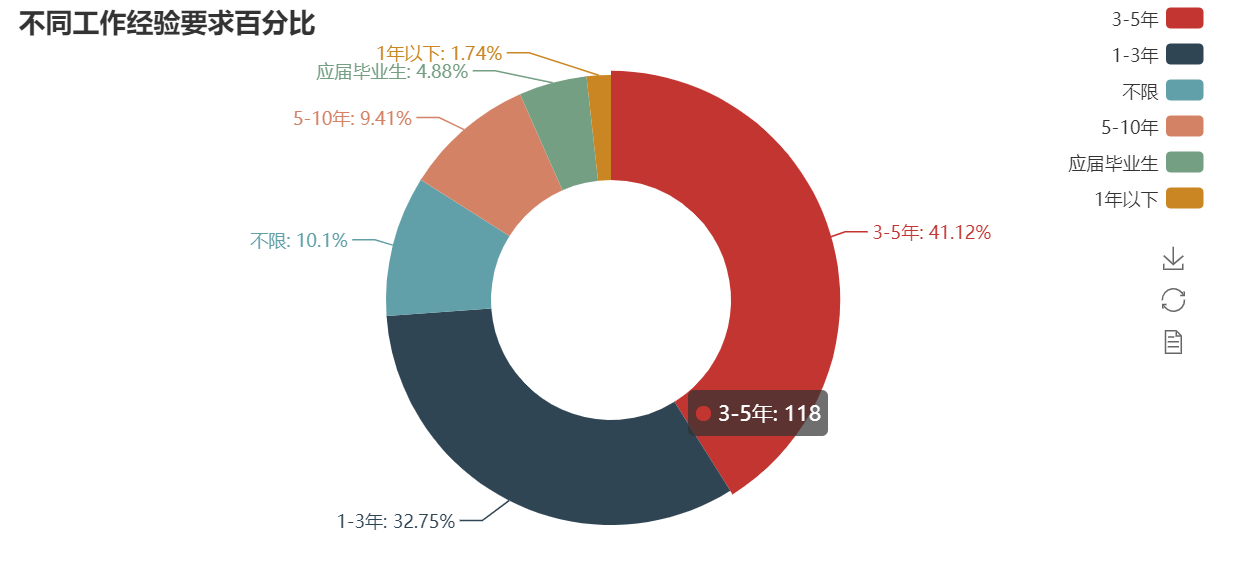 不同工作经验要求百分比
3-5年
1-3年
不限
5-10年
应届毕业生
1年以下
1年以下: 1.74%
应届毕业生: 4.88%
5-10年: 9.41%
不限: 10.1%
3-5年: 41.12%
3-5年: 118
1-3年: 32.75%